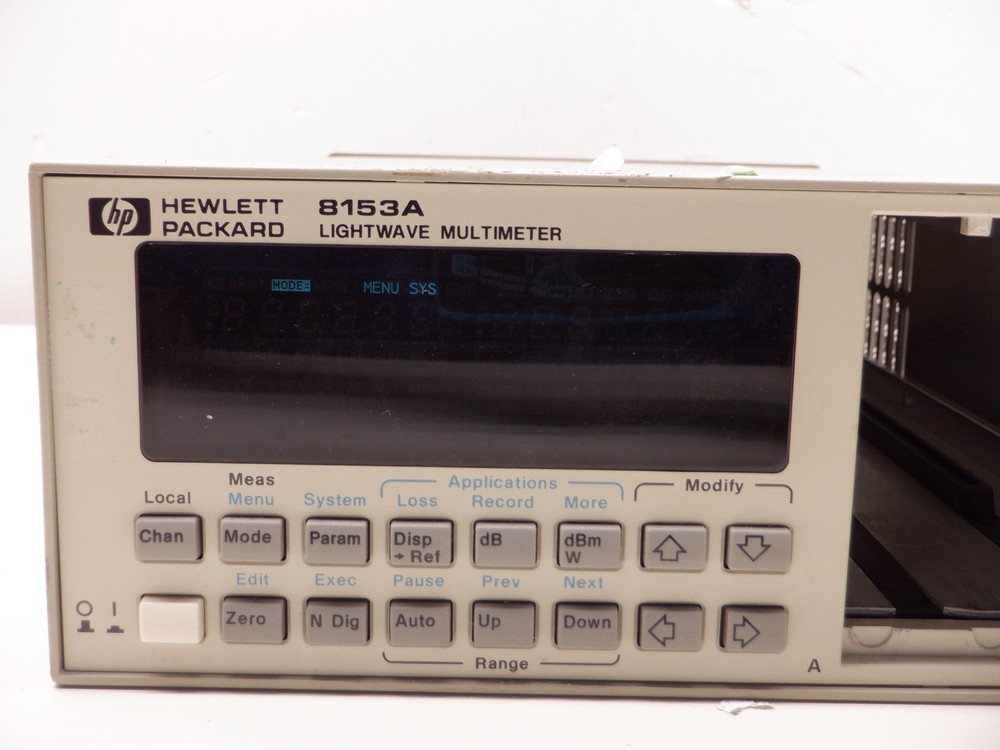 hp HEWLETT PACKARD
8153A
LIGHTWAVE MULTIMETER
MODE: MENU SYS
Applications
Modify
Meas
Local Menu System Loss Record More
Chan Mode Param Disp → Ref dB dBm W
Edit Exec Pause Prev Next
O I
Zero N Dig Auto Up Down
Range
A